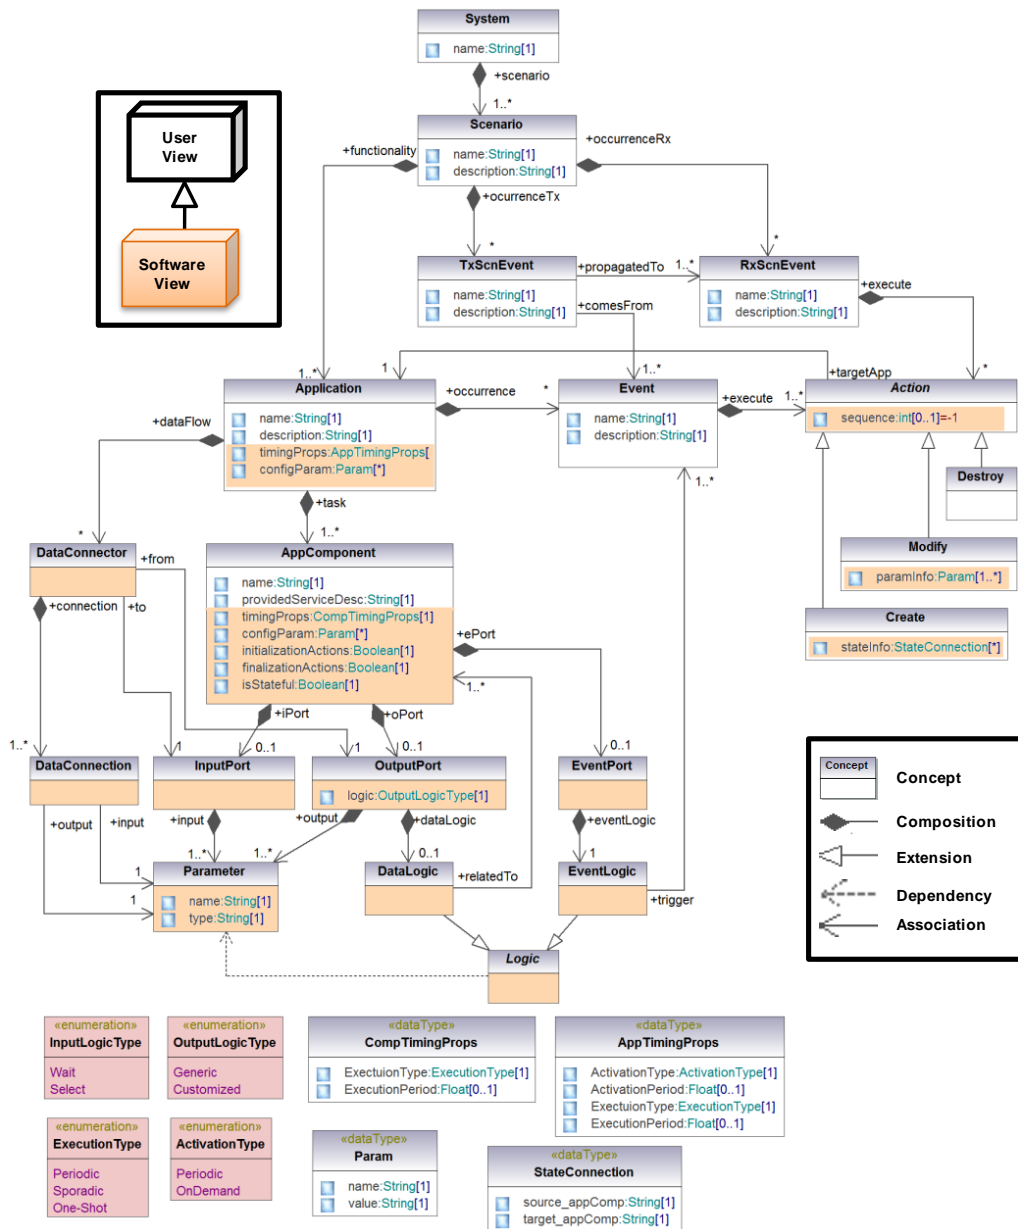 System
name:String[1]
+scenario
1..*
Scenario
name:String[1]
description:String[1]
+functionality
+occurrenceRx
+ocurrenceTx
User
View
Software
View
*
*
TxScnEvent
name:String[1]
description:String[1]
+propagatedTo
1..*
+comesFrom
RxScnEvent
name:String[1]
description:String[1]
+execute
1..*
1
1..*
+targetApp
*
Application
name:String[1]
description:String[1]
timingProps:AppTimingProps[
configParam:Param[*]
+occurrence
*
Event
name:String[1]
description:String[1]
+execute
1..*
Action
sequence:int[0..1]=-1
+dataFlow
+task
1..*
1..*
Destroy
*
DataConnector
+from
+connection
+to
AppComponent
name:String[1]
providedServiceDesc:String[1]
timingProps:CompTimingProps[1]
configParam:Param[*]
initializationActions:Boolean[1]
finalizationActions:Boolean[1]
isStateful:Boolean[1]
+ePort
1..*
Modify
paramInfo:Param[1..*]
Create
stateInfo:StateConnection[*]
+iPort
+oPort
1..*
1
0..1
1
0..1
0..1
DataConnection
InputPort
OutputPort
logic:OutputLogicType[1]
EventPort
+output
+input
+input
+output
+dataLogic
+eventLogic
1..*
1..*
0..1
1
1
1
Parameter
name:String[1]
type:String[1]
DataLogic
+relatedTo
EventLogic
+trigger
Logic
Concept
Concept
Composition
Extension
Dependency
Association
«enumeration»
InputLogicType
Wait
Select
«enumeration»
OutputLogicType
Generic
Customized
«dataType»
CompTimingProps
ExectuionType:ExecutionType[1]
ExecutionPeriod:Float[0..1]
«dataType»
AppTimingProps
ActivationType:ActivationType[1]
ActivationPeriod:Float[0..1]
ExectuionType:ExecutionType[1]
ExecutionPeriod:Float[0..1]
«enumeration»
ExecutionType
Periodic
Sporadic
One-Shot
«enumeration»
ActivationType
Periodic
OnDemand
«dataType»
Param
name:String[1]
value:String[1]
«dataType»
StateConnection
source_appComp:String[1]
target_appComp:String[1]